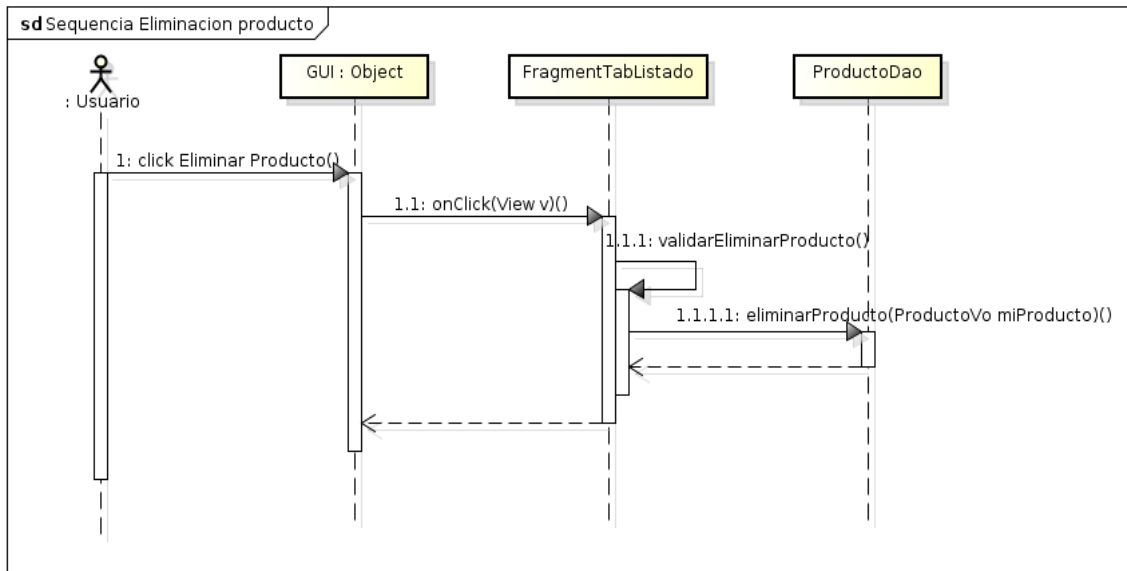 sd Sequencia Eliminacion producto
: Usuario
GUI : Object
FragmentTabListado
ProductoDao
1: click Eliminar Producto()
1.1: onClick(View v)()
1.1.1: validarEliminarProducto()
1.1.1.1: eliminarProducto(ProductoVo miProducto)()